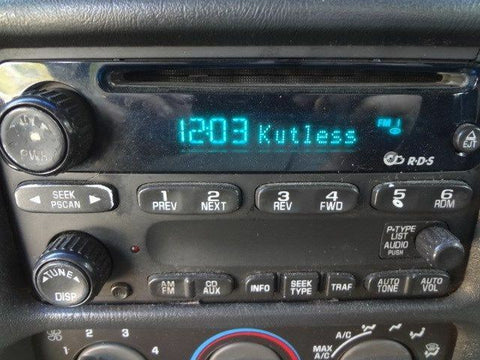 12:03 Kutless FM 1
R·D·S
EJT
PWR
SEEK
PSCAN
1 2 3 4 5 6
PREV NEXT REV FWD RDM
P-TYPE
LIST
AUDIO
PUSH
TUNE
DISP
AM
FM
CD
AUX
INFO
SEEK
TYPE
TRAF
AUTO
TONE
AUTO
VOL
2 3 4
A/C
MAX
A/C